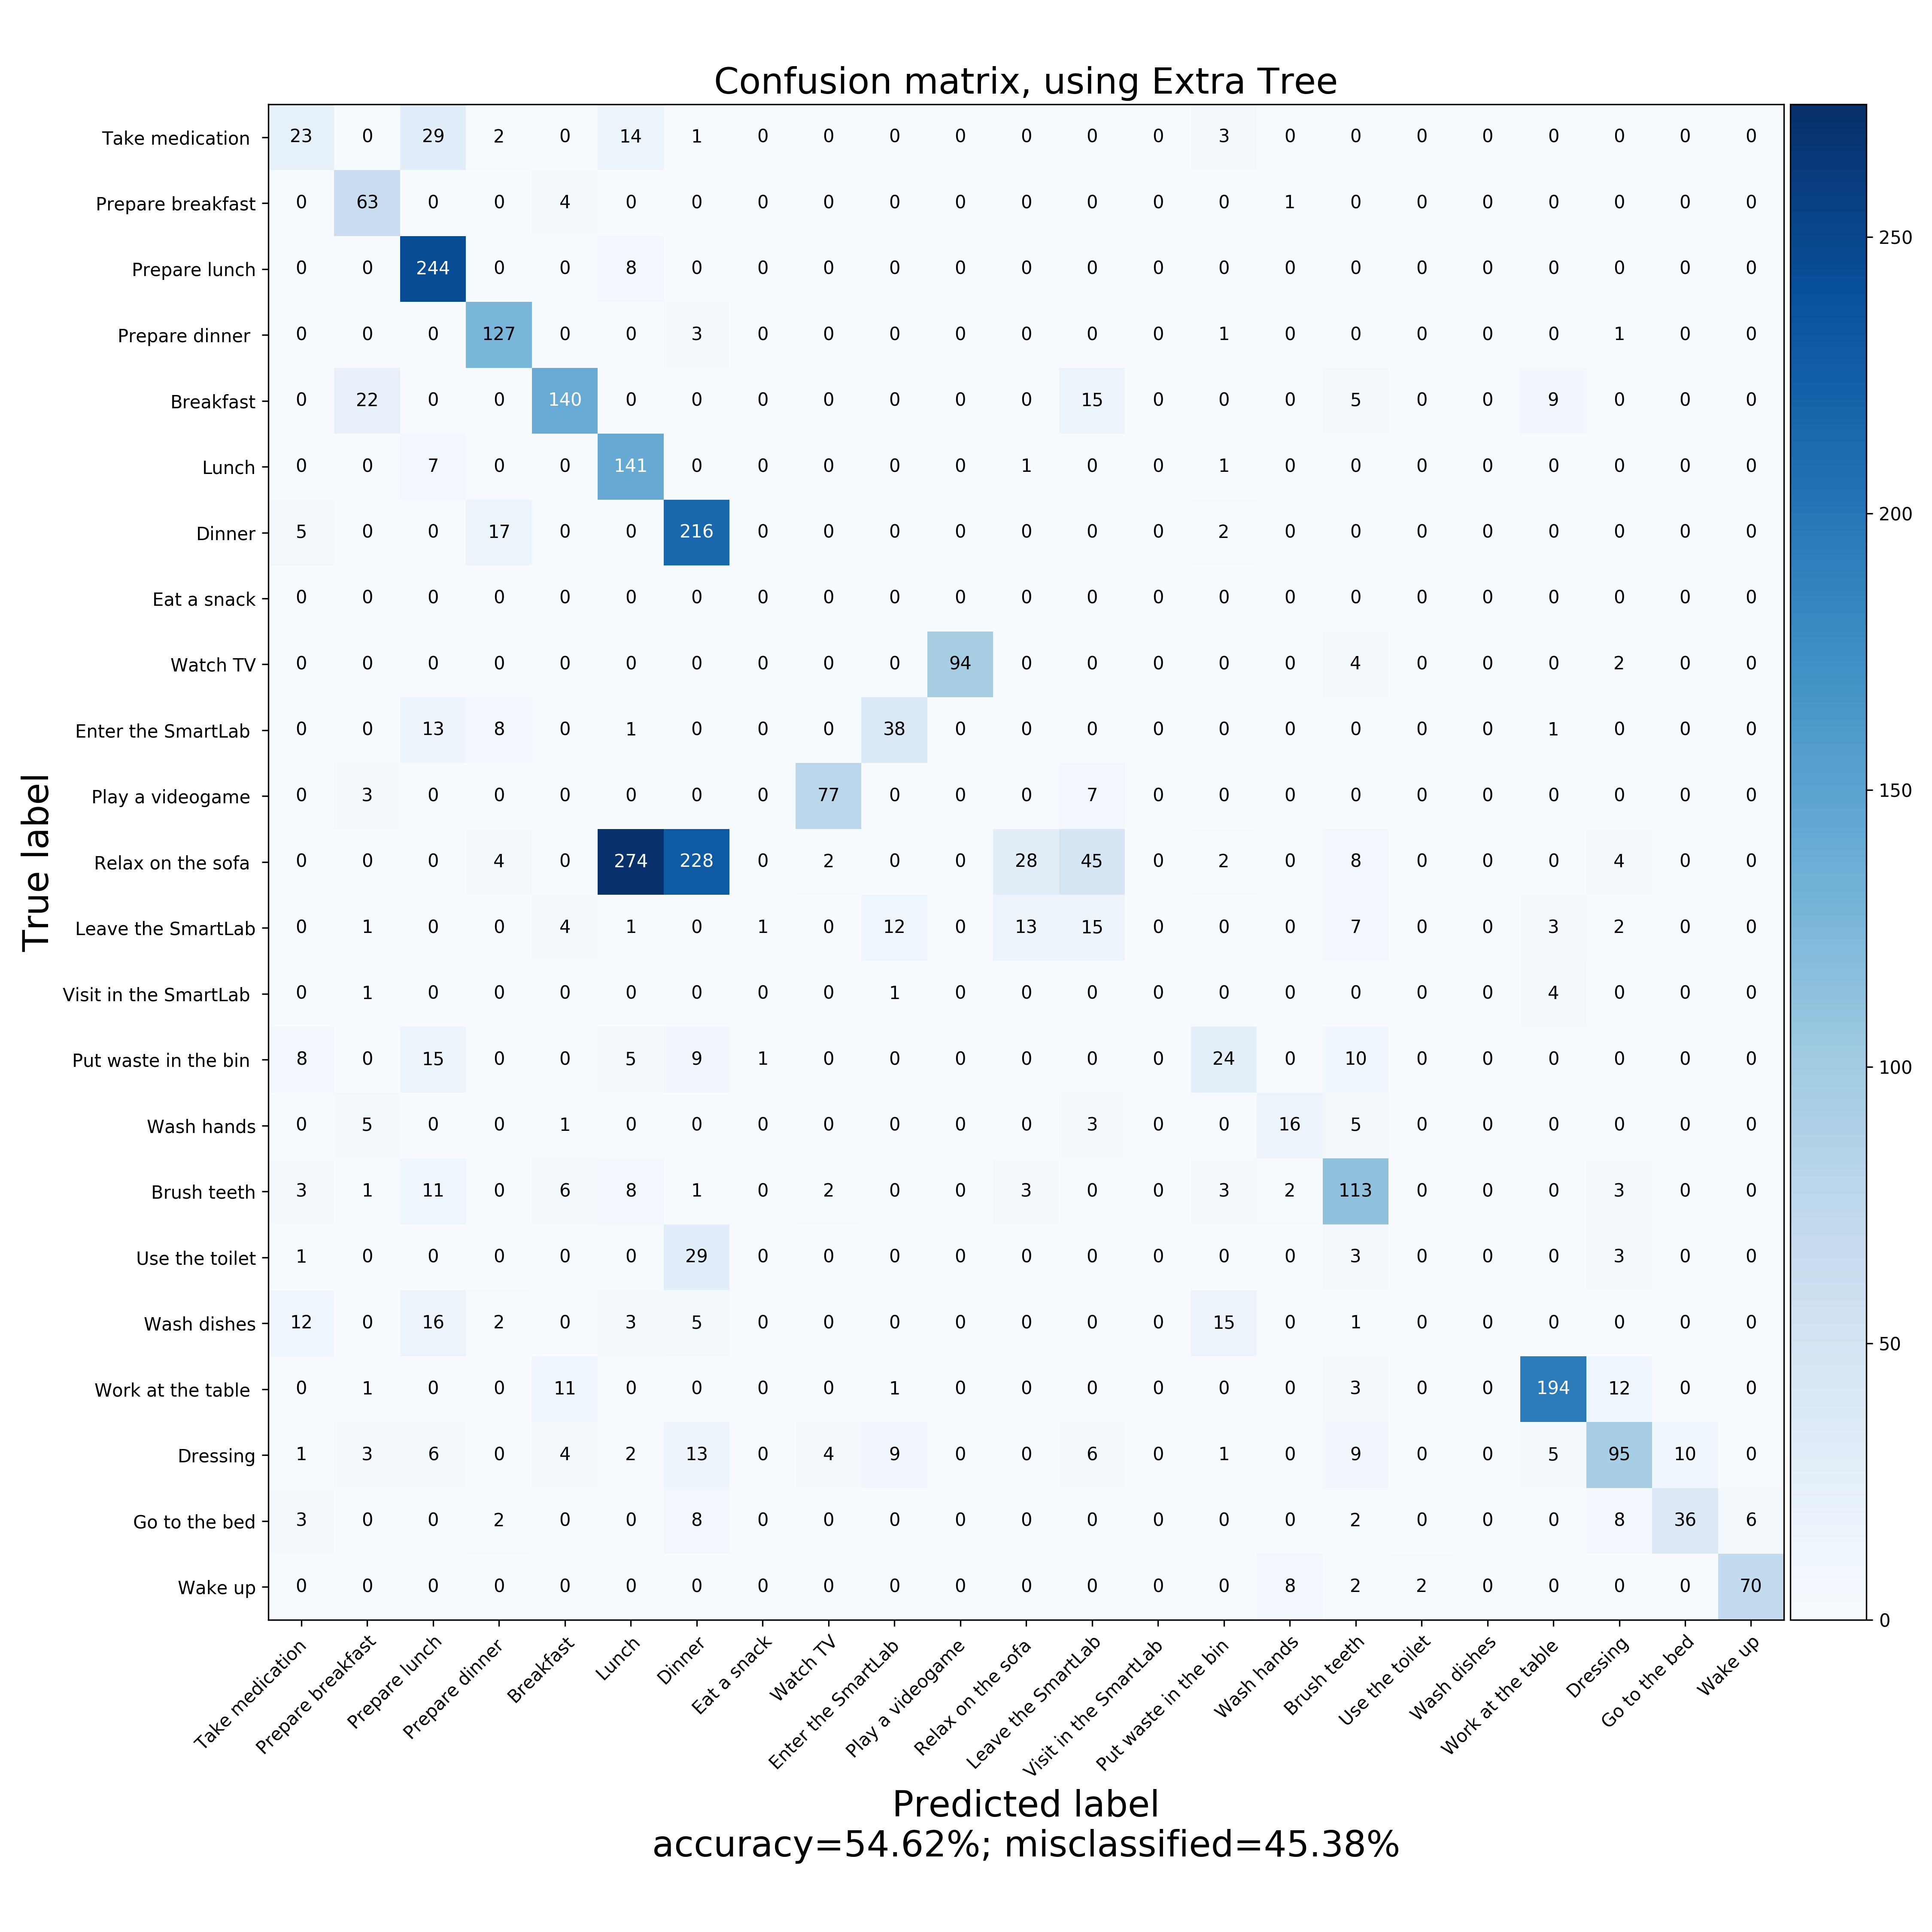 Confusion matrix, using Extra Tree
Take medication 23 0 29 2 0 14 1 0 0 0 0 0 0 0 3 0 0 0 0 0 0 0 0
Prepare breakfast 0 63 0 0 4 0 0 0 0 0 0 0 0 0 0 1 0 0 0 0 0 0 0
Prepare lunch 0 0 244 0 0 8 0 0 0 0 0 0 0 0 0 0 0 0 0 0 0 0 0
250
Prepare dinner 0 0 0 127 0 0 3 0 0 0 0 0 0 0 1 0 0 0 0 0 1 0 0
Breakfast 0 22 0 0 140 0 0 0 0 0 0 0 15 0 0 0 5 0 0 9 0 0 0
Lunch 0 0 7 0 0 141 0 0 0 0 0 1 0 0 1 0 0 0 0 0 0 0 0
200
Dinner 5 0 0 17 0 0 216 0 0 0 0 0 0 0 2 0 0 0 0 0 0 0 0
Eat a snack 0 0 0 0 0 0 0 0 0 0 0 0 0 0 0 0 0 0 0 0 0 0 0
Watch TV 0 0 0 0 0 0 0 0 0 0 94 0 0 0 0 0 4 0 0 0 2 0 0
Enter the SmartLab 0 0 13 8 0 1 0 0 0 38 0 0 0 0 0 0 0 0 0 1 0 0 0
150
Play a videogame 0 3 0 0 0 0 0 0 77 0 0 0 7 0 0 0 0 0 0 0 0 0 0
True label
Relax on the sofa 0 0 0 4 0 274 228 0 2 0 0 28 45 0 2 0 8 0 0 0 4 0 0
Leave the SmartLab 0 1 0 0 4 1 0 1 0 12 0 13 15 0 0 0 7 0 0 3 2 0 0
Visit in the SmartLab 0 1 0 0 0 0 0 0 0 1 0 0 0 0 0 0 0 0 0 4 0 0 0
Put waste in the bin 8 0 15 0 0 5 9 1 0 0 0 0 0 0 24 0 10 0 0 0 0 0 0
100
Wash hands 0 5 0 0 1 0 0 0 0 0 0 0 3 0 0 16 5 0 0 0 0 0 0
Brush teeth 3 1 11 0 6 8 1 0 2 0 0 3 0 0 3 2 113 0 0 0 3 0 0
Use the toilet 1 0 0 0 0 0 29 0 0 0 0 0 0 0 0 0 3 0 0 0 3 0 0
Wash dishes 12 0 16 2 0 3 5 0 0 0 0 0 0 0 15 0 1 0 0 0 0 0 0
50
Work at the table 0 1 0 0 11 0 0 0 0 1 0 0 0 0 0 0 3 0 0 194 12 0 0
Dressing 1 3 6 0 4 2 13 0 4 9 0 0 6 0 1 0 9 0 0 5 95 10 0
Go to the bed 3 0 0 2 0 0 8 0 0 0 0 0 0 0 0 0 2 0 0 0 8 36 6
Wake up 0 0 0 0 0 0 0 0 0 0 0 0 0 0 0 8 2 2 0 0 0 0 70
0
Take medication
Prepare breakfast
Prepare lunch
Prepare dinner
Breakfast
Lunch
Dinner
Eat a snack
Watch TV
Enter the SmartLab
Play a videogame
Relax on the sofa
Leave the SmartLab
Visit in the SmartLab
Put waste in the bin
Wash hands
Brush teeth
Use the toilet
Wash dishes
Work at the table
Dressing
Go to the bed
Wake up
Predicted label
accuracy=54.62%; misclassified=45.38%